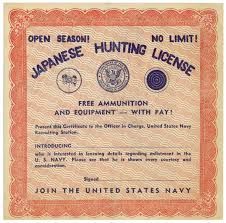 OPEN SEASON! NO LIMIT!
JAPANESE HUNTING LICENSE
FREE AMMUNITION
AND EQUIPMENT — WITH PAY!
Present this Certificate to the Officer in Charge, United States Navy
Recruiting Station.
INTRODUCING
who is interested in learning details regarding enlistment in the
U. S. NAVY. Please see that he is shown every courtesy and
consideration.
Signed
JOIN THE UNITED STATES NAVY